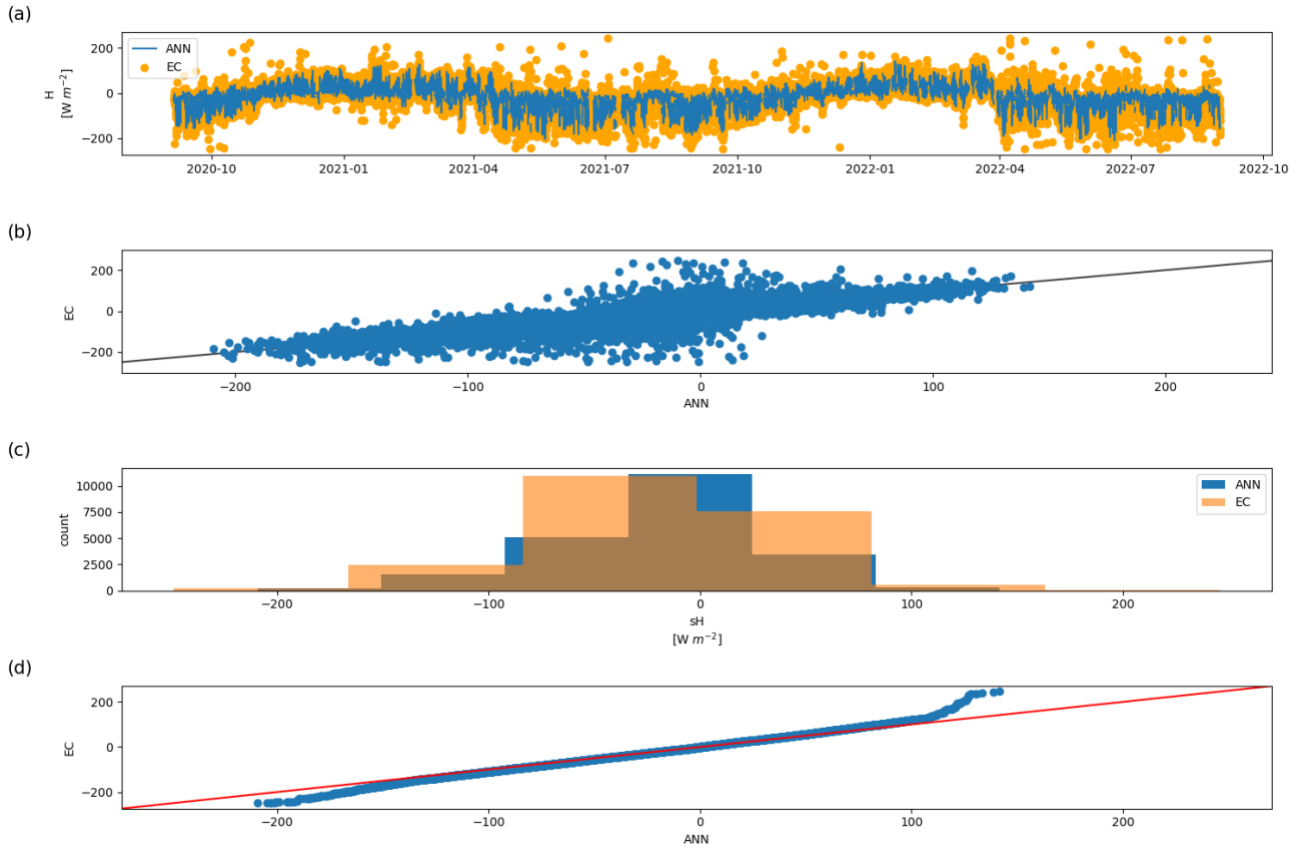 (a)
ANN
EC
200
0
−200
H
[W m⁻²]
2020-10
2021-01
2021-04
2021-07
2021-10
2022-01
2022-04
2022-07
2022-10
(b)
200
0
−200
EC
−200
−100
0
100
200
ANN
(c)
10000
7500
5000
2500
0
count
ANN
EC
−200
−100
0
100
200
sH
[W m⁻²]
(d)
200
0
−200
EC
−200
−100
0
100
200
ANN